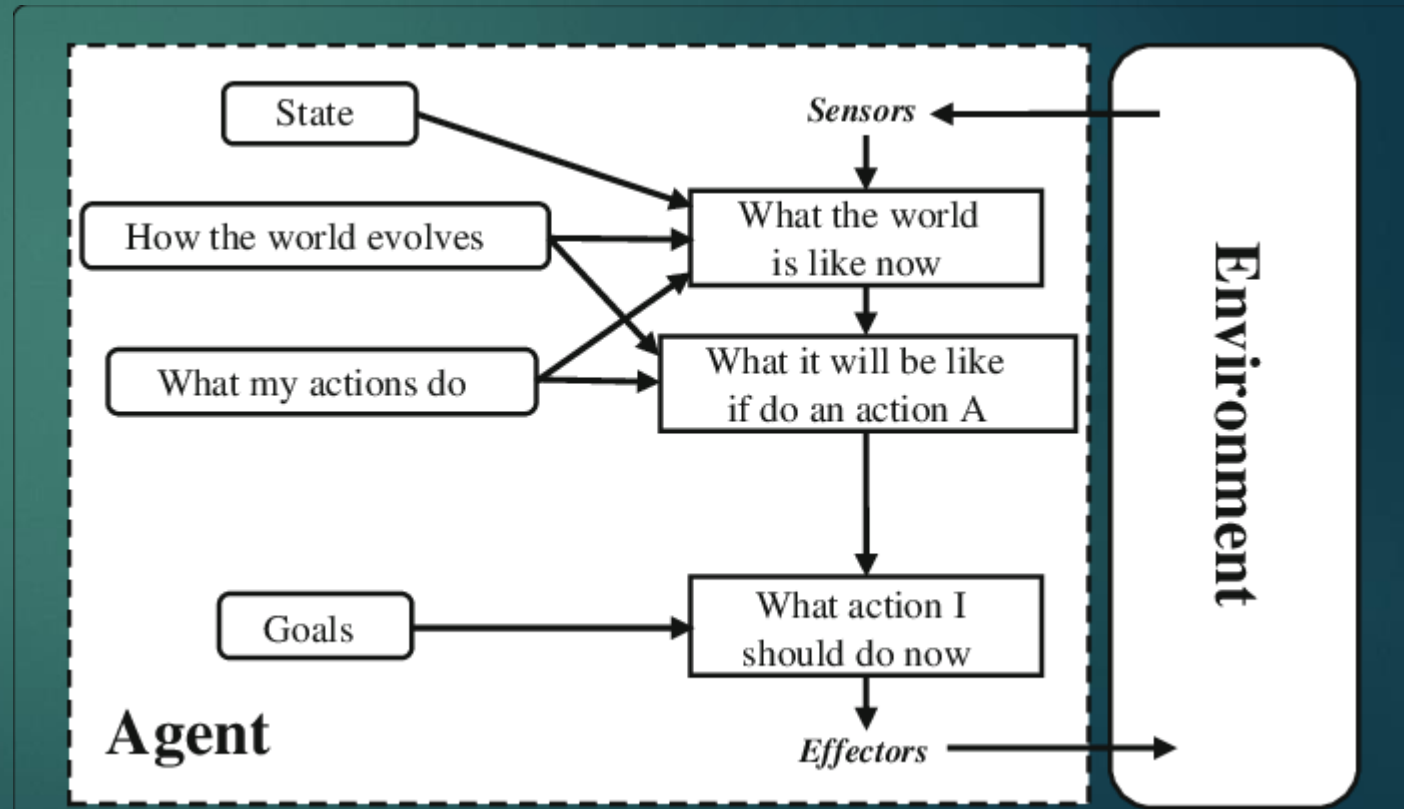 State
Sensors
What the world
is like now
How the world evolves
What my actions do
What it will be like
if do an action A
Goals
What action I
should do now
Agent
Effectors
Environment